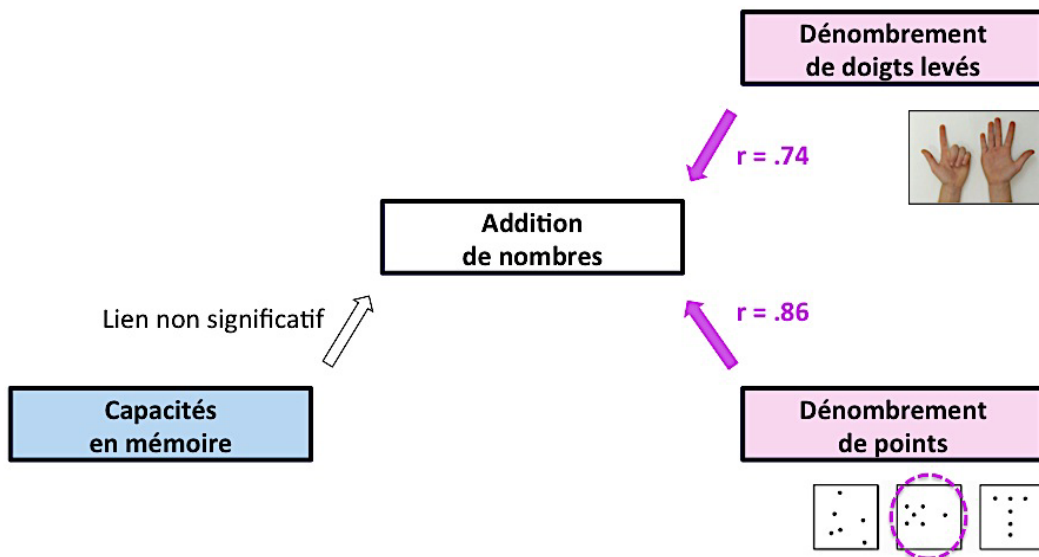 Dénombrement
de doigts levés
r = .74
Addition
de nombres
Lien non significatif
r = .86
Capacités
en mémoire
Dénombrement
de points